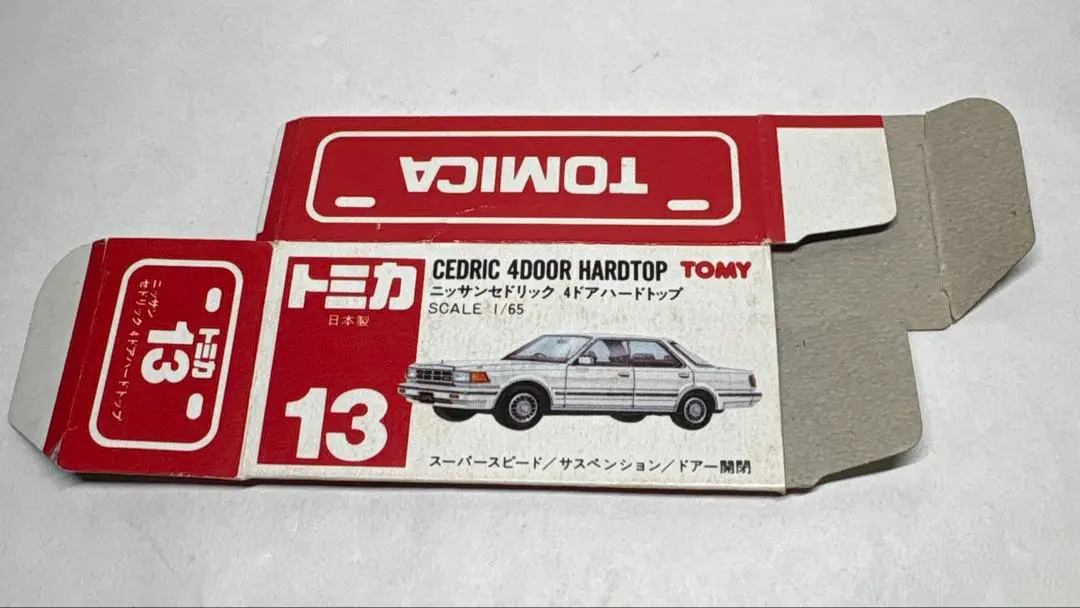 TOMICA
トミカ
日本製
13
CEDRIC 4DOOR HARDTOP TOMY
ニッサンセドリック 4ドアハードトップ
SCALE 1/65
スーパースピード/サスペンション/ドアー開閉
トミカ
13
ニッサン
セドリック 4ドアハードトップ